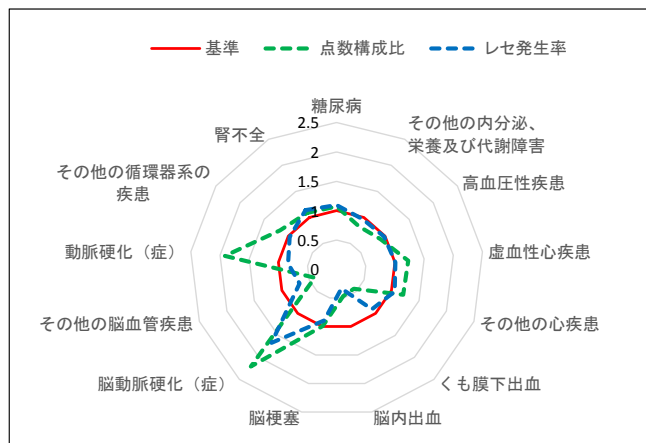 基準
点数構成比
レセ発生率
糖尿病
その他の内分泌、
栄養及び代謝障害
高血圧性疾患
虚血性心疾患
その他の心疾患
くも膜下出血
脳内出血
脳梗塞
脳動脈硬化（症）
その他の脳血管疾患
動脈硬化（症）
その他の循環器系の
疾患
腎不全
2.5
2
1.5
1
0.5
0